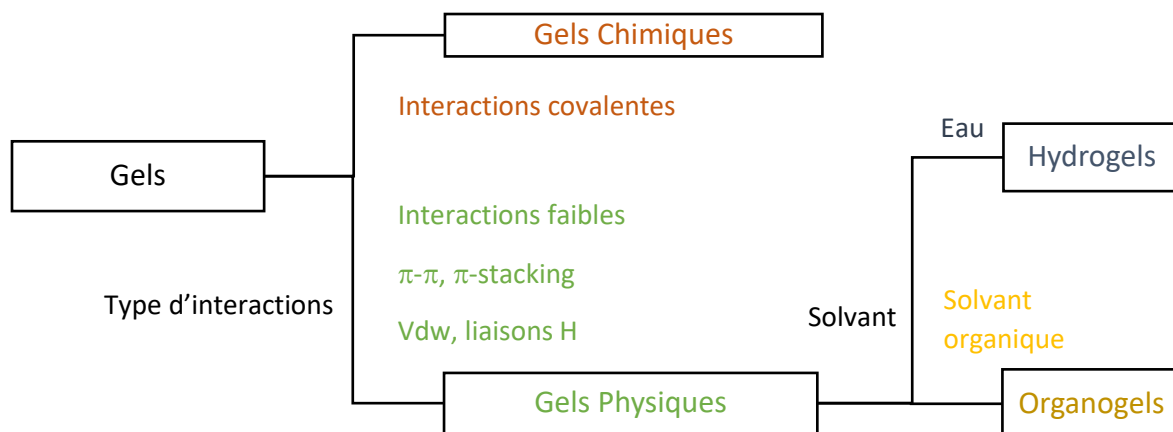 Gels Chimiques
Interactions covalentes
Eau
Hydrogels
Gels
Interactions faibles
π-π, π-stacking
Type d’interactions
Vdw, liaisons H
Solvant
Solvant
organique
Gels Physiques
Organogels